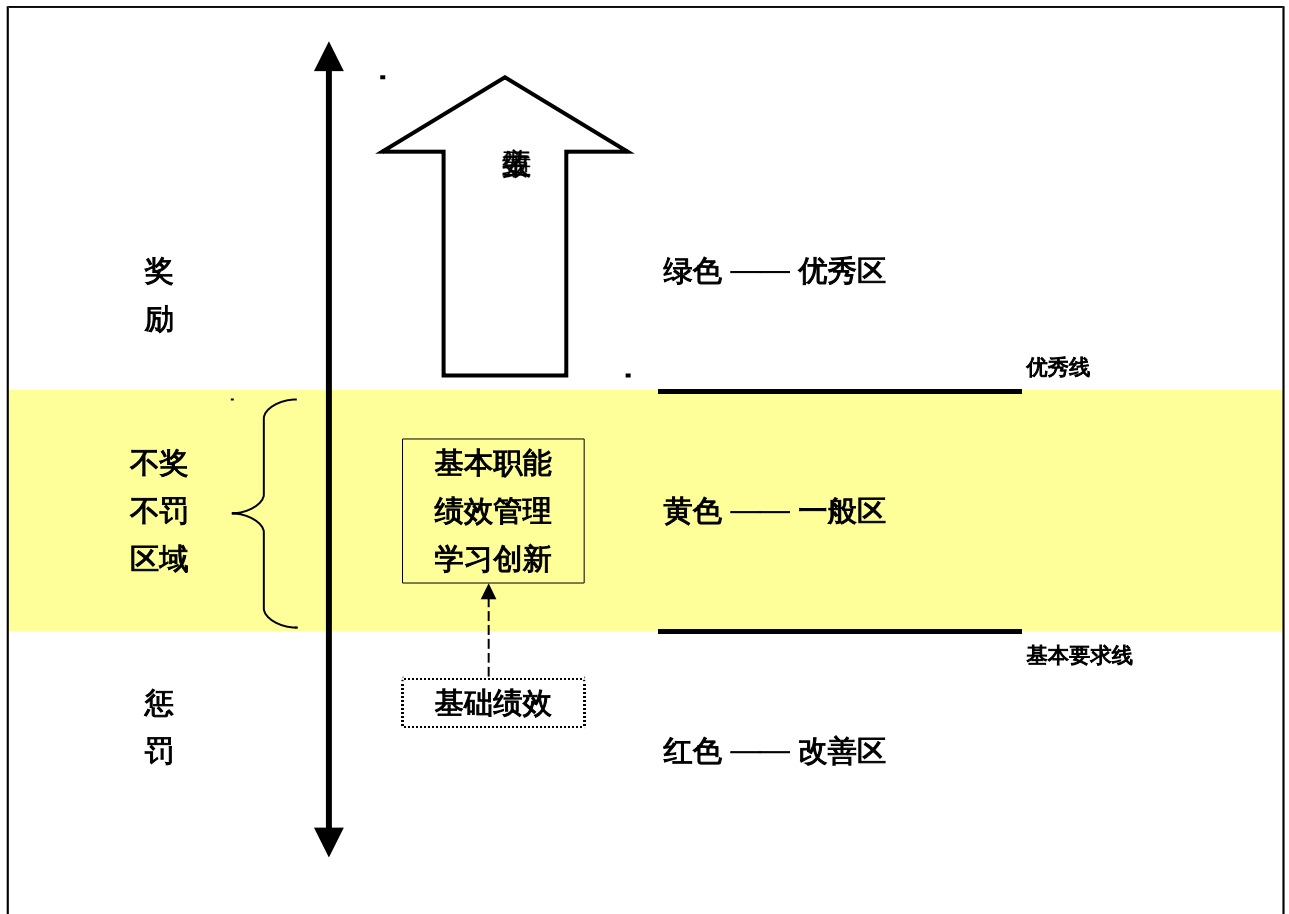 奖
励
绿色 —— 优秀区
优秀线
不奖
不罚
区域
基本职能
绩效管理
学习创新
黄色 —— 一般区
基本要求线
惩
罚
基础绩效
红色 —— 改善区